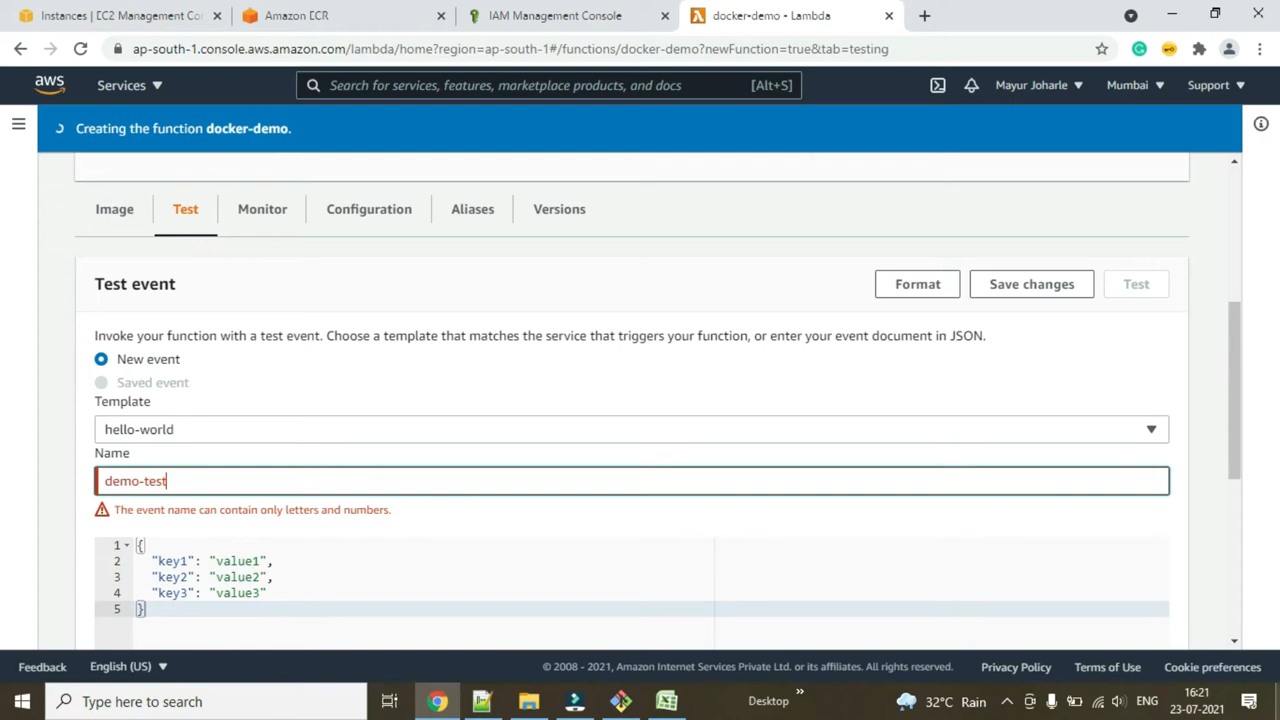 Instances | EC2 Management Con
Amazon ECR
IAM Management Console
docker-demo - Lambda
ap-south-1.console.aws.amazon.com/lambda/home?region=ap-south-1#/functions/docker-demo?newFunction=true&tab=testing
aws
Services
Search for services, features, marketplace products, and docs
[Alt+S]
Mayur Joharle
Mumbai
Support
Creating the function docker-demo.
Image
Test
Monitor
Configuration
Aliases
Versions
Test event
Format
Save changes
Test
Invoke your function with a test event. Choose a template that matches the service that triggers your function, or enter your event document in JSON.
New event
Saved event
Template
hello-world
Name
demo-test
The event name can contain only letters and numbers.
1 {
2 "key1": "value1",
3 "key2": "value2",
4 "key3": "value3"
5 }
Feedback
English (US)
© 2008 - 2021, Amazon Internet Services Private Ltd. or its affiliates. All rights reserved.
Privacy Policy
Terms of Use
Cookie preferences
Type here to search
Desktop
32°C Rain
ENG
16:21
23-07-2021